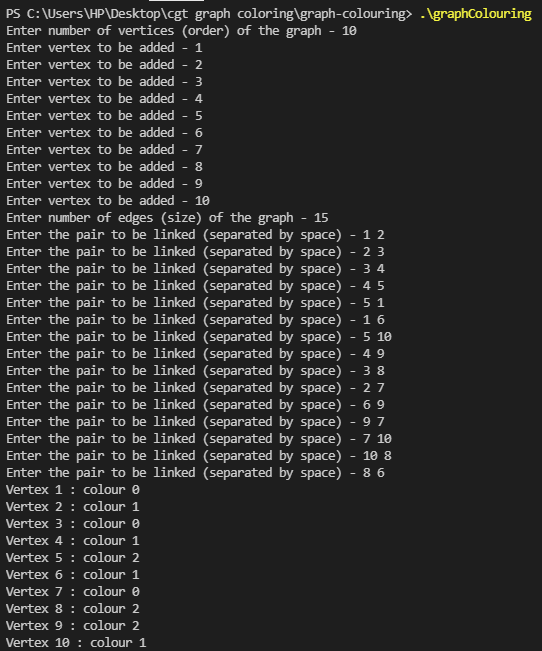 PS C:\Users\HP\Desktop\cgt graph coloring\graph-colouring> .\graphColouring
Enter number of vertices (order) of the graph - 10
Enter vertex to be added - 1
Enter vertex to be added - 2
Enter vertex to be added - 3
Enter vertex to be added - 4
Enter vertex to be added - 5
Enter vertex to be added - 6
Enter vertex to be added - 7
Enter vertex to be added - 8
Enter vertex to be added - 9
Enter vertex to be added - 10
Enter number of edges (size) of the graph - 15
Enter the pair to be linked (separated by space) - 1 2
Enter the pair to be linked (separated by space) - 2 3
Enter the pair to be linked (separated by space) - 3 4
Enter the pair to be linked (separated by space) - 4 5
Enter the pair to be linked (separated by space) - 5 1
Enter the pair to be linked (separated by space) - 1 6
Enter the pair to be linked (separated by space) - 5 10
Enter the pair to be linked (separated by space) - 4 9
Enter the pair to be linked (separated by space) - 3 8
Enter the pair to be linked (separated by space) - 2 7
Enter the pair to be linked (separated by space) - 6 9
Enter the pair to be linked (separated by space) - 9 7
Enter the pair to be linked (separated by space) - 7 10
Enter the pair to be linked (separated by space) - 10 8
Enter the pair to be linked (separated by space) - 8 6
Vertex 1 : colour 0
Vertex 2 : colour 1
Vertex 3 : colour 0
Vertex 4 : colour 1
Vertex 5 : colour 2
Vertex 6 : colour 1
Vertex 7 : colour 0
Vertex 8 : colour 2
Vertex 9 : colour 2
Vertex 10 : colour 1